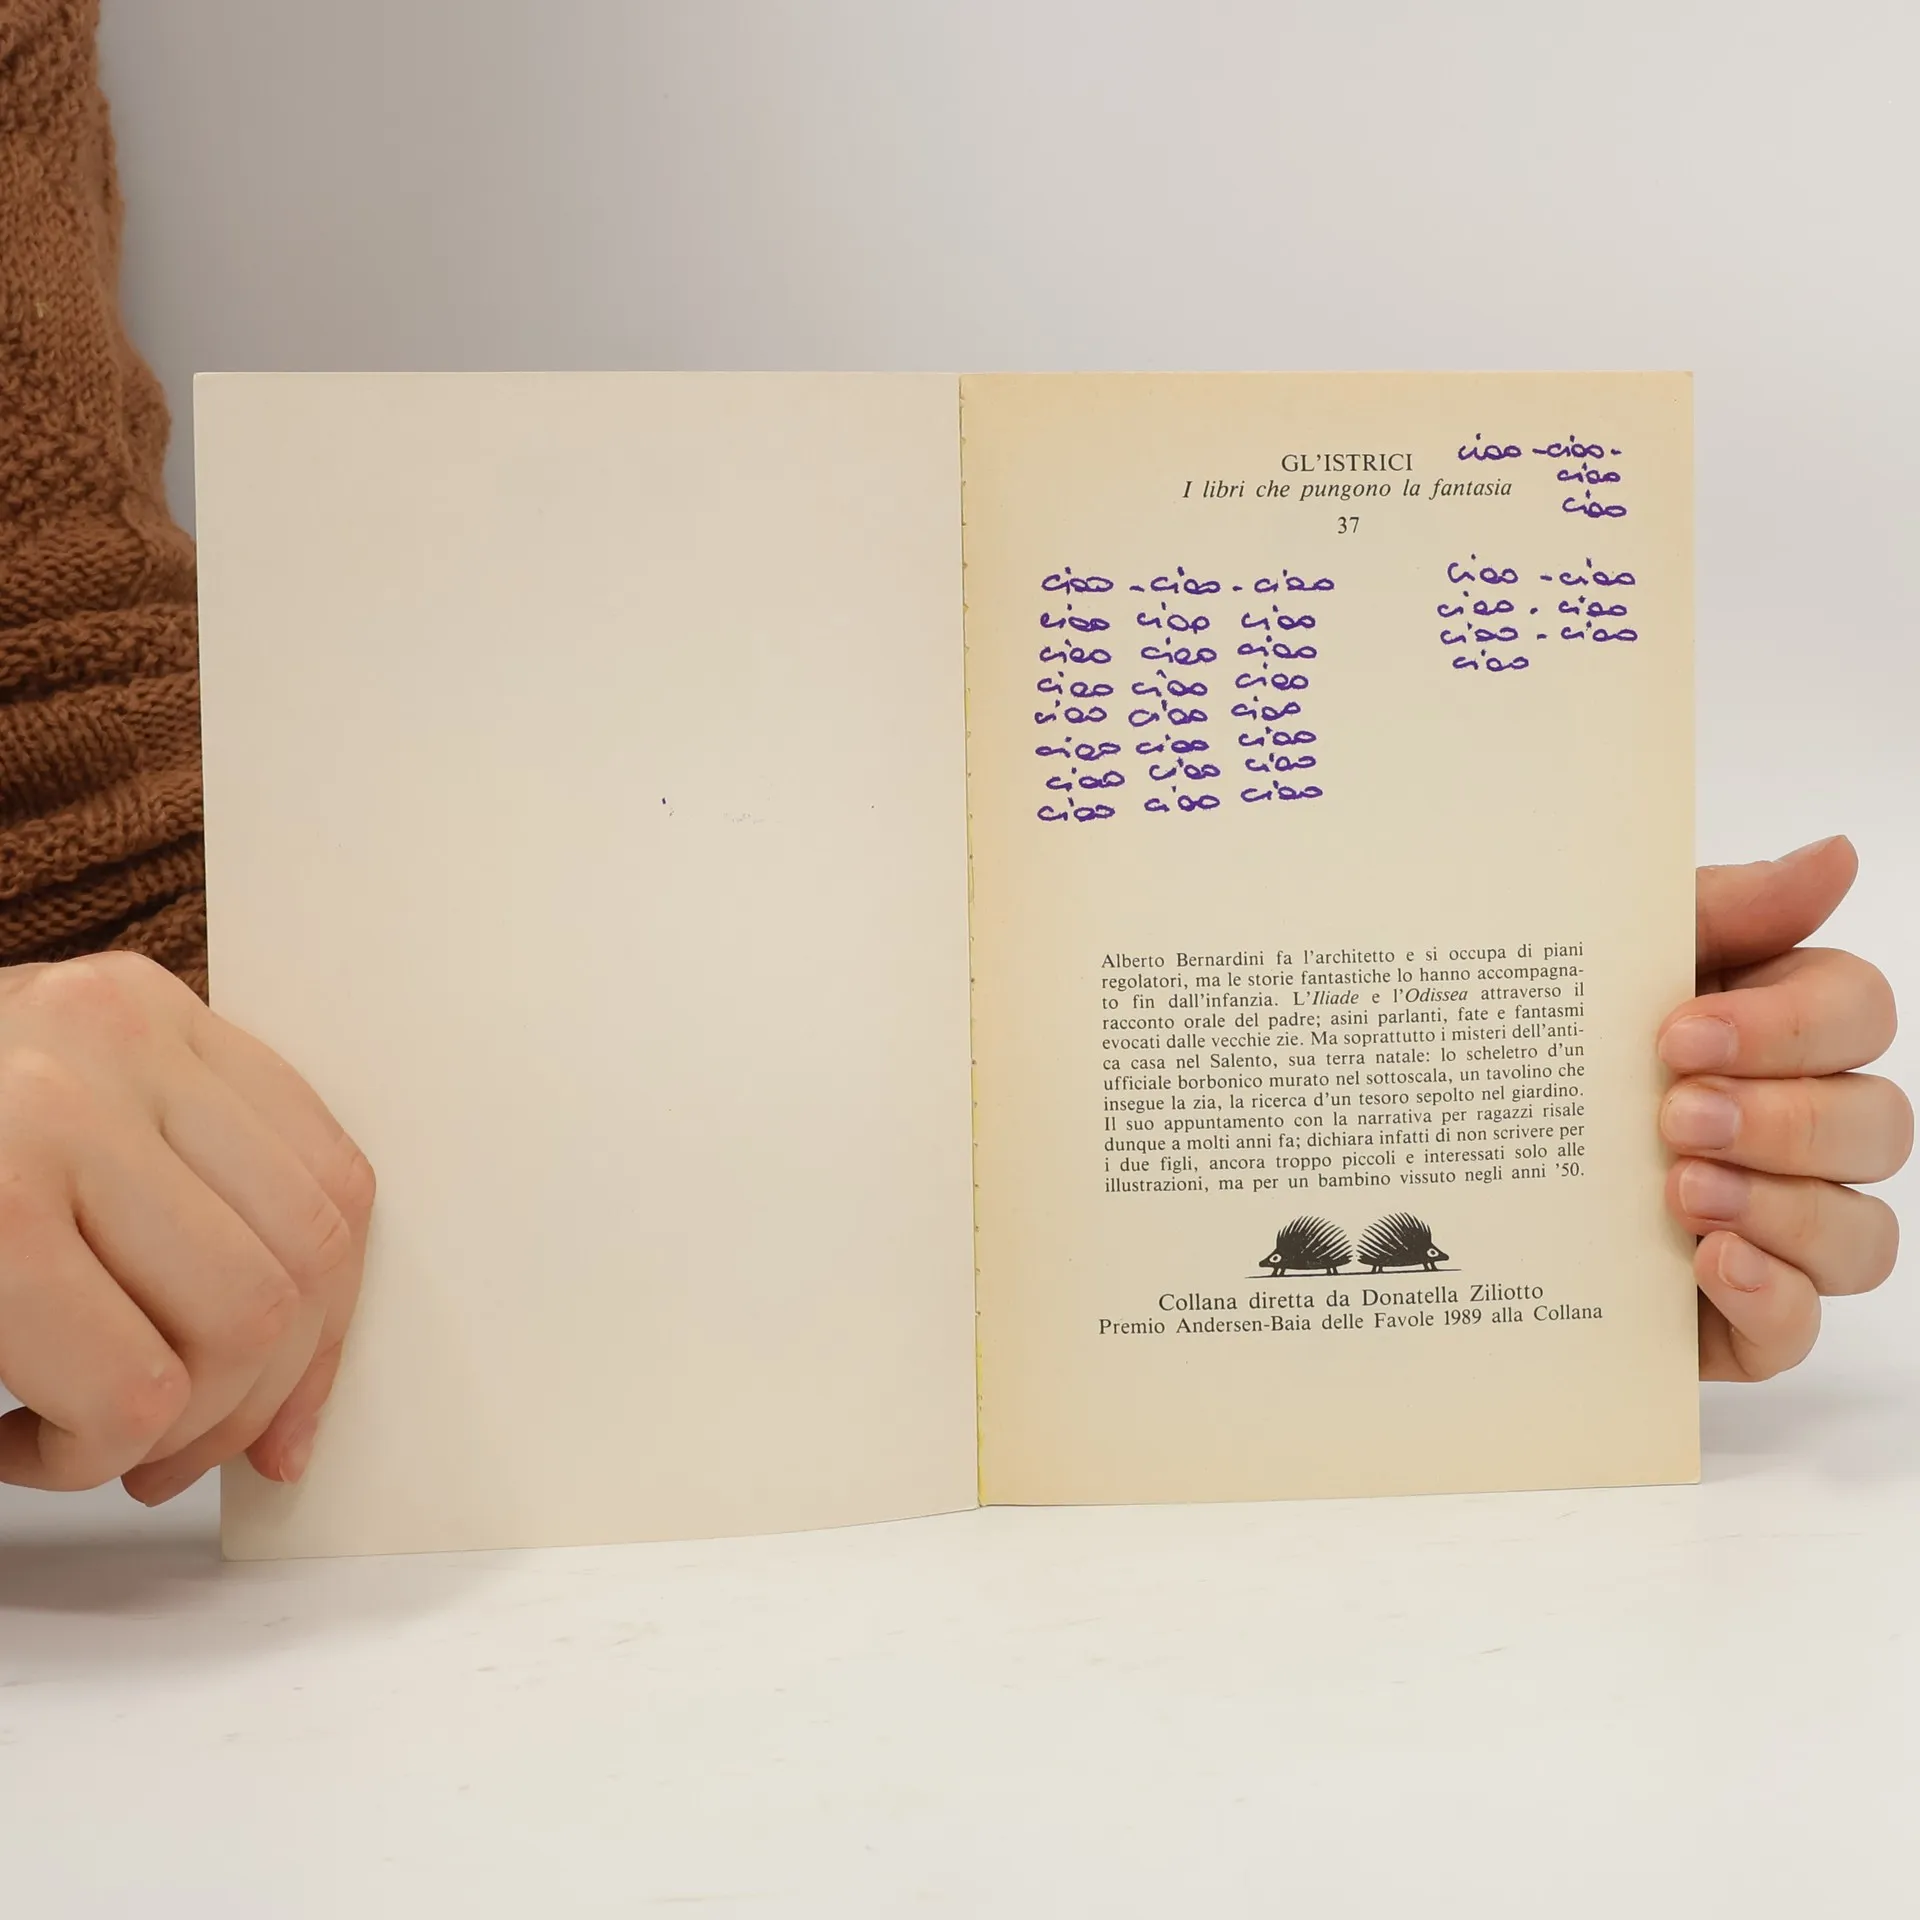 GL'ISTRICI
I libri che pungono la fantasia
37
ciao - ciao -
ciao
ciao
ciao - ciao - ciao
ciao ciao ciao
ciao ciao ciao
ciao ciao ciao
ciao ciao ciao
ciao ciao ciao
ciao ciao ciao
ciao ciao ciao
ciao - ciao
ciao - ciao
ciao - ciao
ciao
Alberto Bernardini fa l'architetto e si occupa di piani
regolatori, ma le storie fantastiche lo hanno accompagna-
to fin dall'infanzia. L'Iliade e l'Odissea attraverso il
racconto orale del padre; asini parlanti, fate e fantasmi
evocati dalle vecchie zie. Ma soprattutto i misteri dell'anti-
ca casa nel Salento, sua terra natale: lo scheletro d'un
ufficiale borbonico murato nel sottoscala, un tavolino che
insegue la zia, la ricerca d'un tesoro sepolto nel giardino.
Il suo appuntamento con la narrativa per ragazzi risale
dunque a molti anni fa; dichiara infatti di non scrivere per
i due figli, ancora troppo piccoli e interessati solo alle
illustrazioni, ma per un bambino vissuto negli anni '50.
Collana diretta da Donatella Ziliotto
Premio Andersen-Baia delle Favole 1989 alla Collana